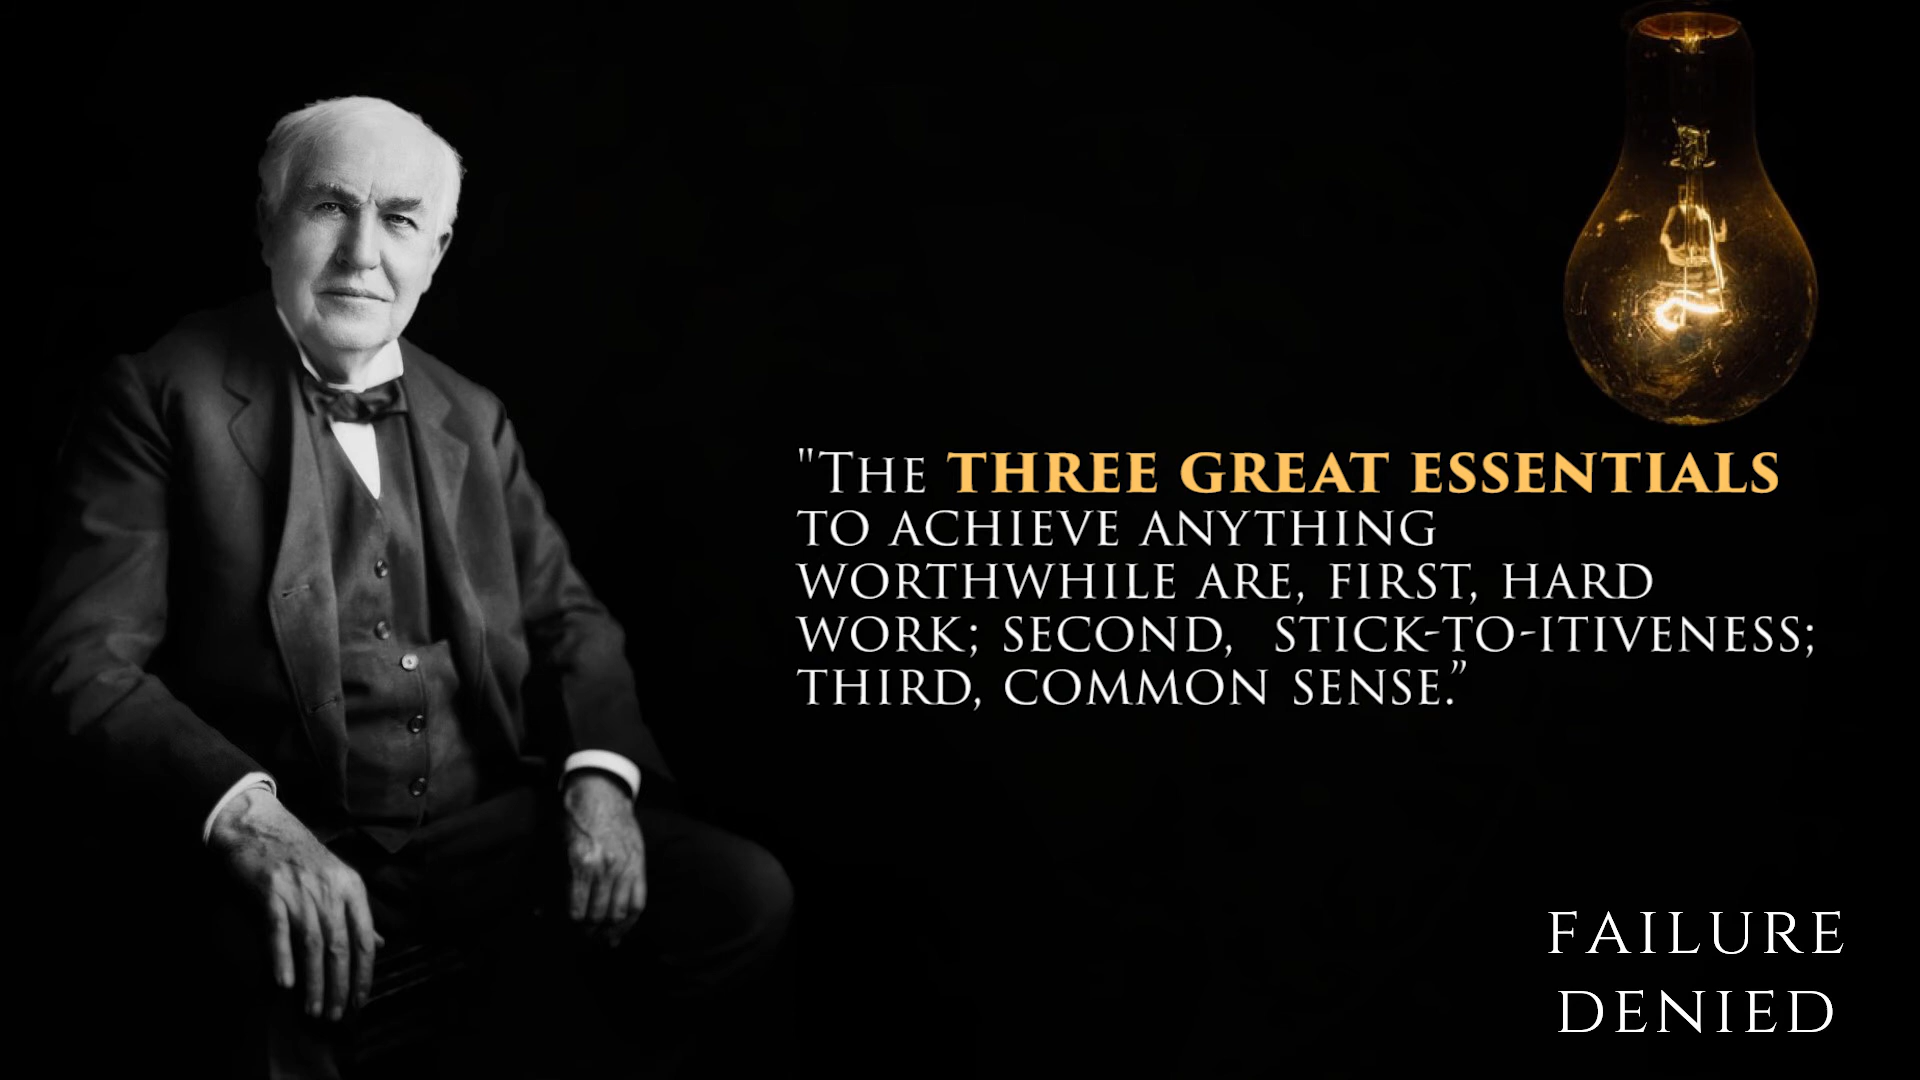 "The THREE GREAT ESSENTIALS
TO ACHIEVE ANYTHING
WORTHWHILE ARE, FIRST, HARD
WORK; SECOND,  STICK-TO-ITIVENESS;
THIRD, COMMON SENSE.”
FAILURE
DENIED